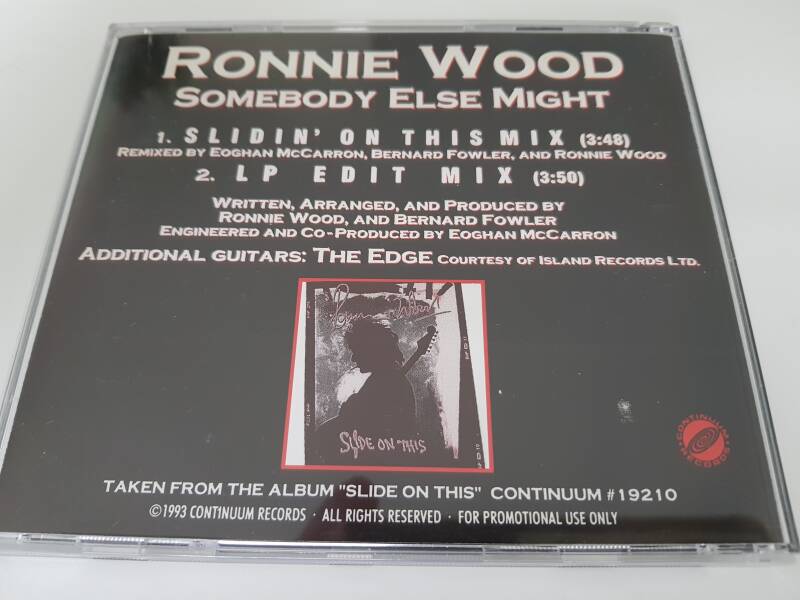 RONNIE WOOD
SOMEBODY ELSE MIGHT
1. SLIDIN' ON THIS MIX (3:48)
REMIXED BY EOGHAN MCCARRON, BERNARD FOWLER, AND RONNIE WOOD
2. LP EDIT MIX (3:50)
WRITTEN, ARRANGED, AND PRODUCED BY
RONNIE WOOD, AND BERNARD FOWLER
ENGINEERED AND CO-PRODUCED BY EOGHAN MCCARRON
ADDITIONAL GUITARS: THE EDGE COURTESY OF ISLAND RECORDS LTD.
SLIDE ON THIS
CONTINUUM
RECORDS
TAKEN FROM THE ALBUM "SLIDE ON THIS" CONTINUUM #19210
©1993 CONTINUUM RECORDS · ALL RIGHTS RESERVED · FOR PROMOTIONAL USE ONLY